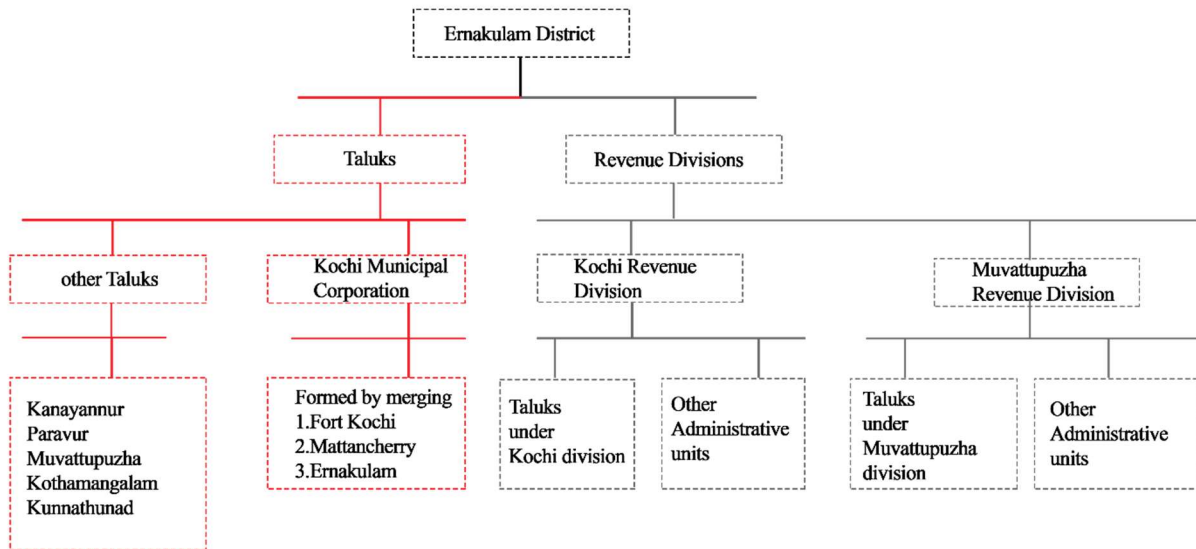 Ernakulam District
Taluks
Revenue Divisions
other Taluks
Kochi Municipal
Corporation
Kochi Revenue
Division
Muvattupuzha
Revenue Division
Kanayannur
Paravur
Muvattupuzha
Kothamangalam
Kunnathunad
Formed by merging
1.Fort Kochi
2.Mattancherry
3.Ernakulam
Taluks
under
Kochi division
Other
Administrative
units
Taluks
under
Muvattupuzha
division
Other
Administrative
units